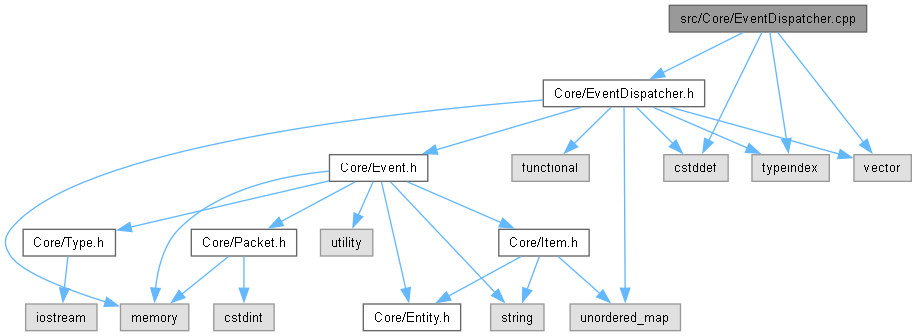 src/Core/EventDispatcher.cpp
Core/EventDispatcher.h
Core/Event.h
functional
cstddef
typeindex
vector
Core/Type.h
Core/Packet.h
utility
Core/Item.h
iostream
memory
cstdint
Core/Entity.h
string
unordered_map